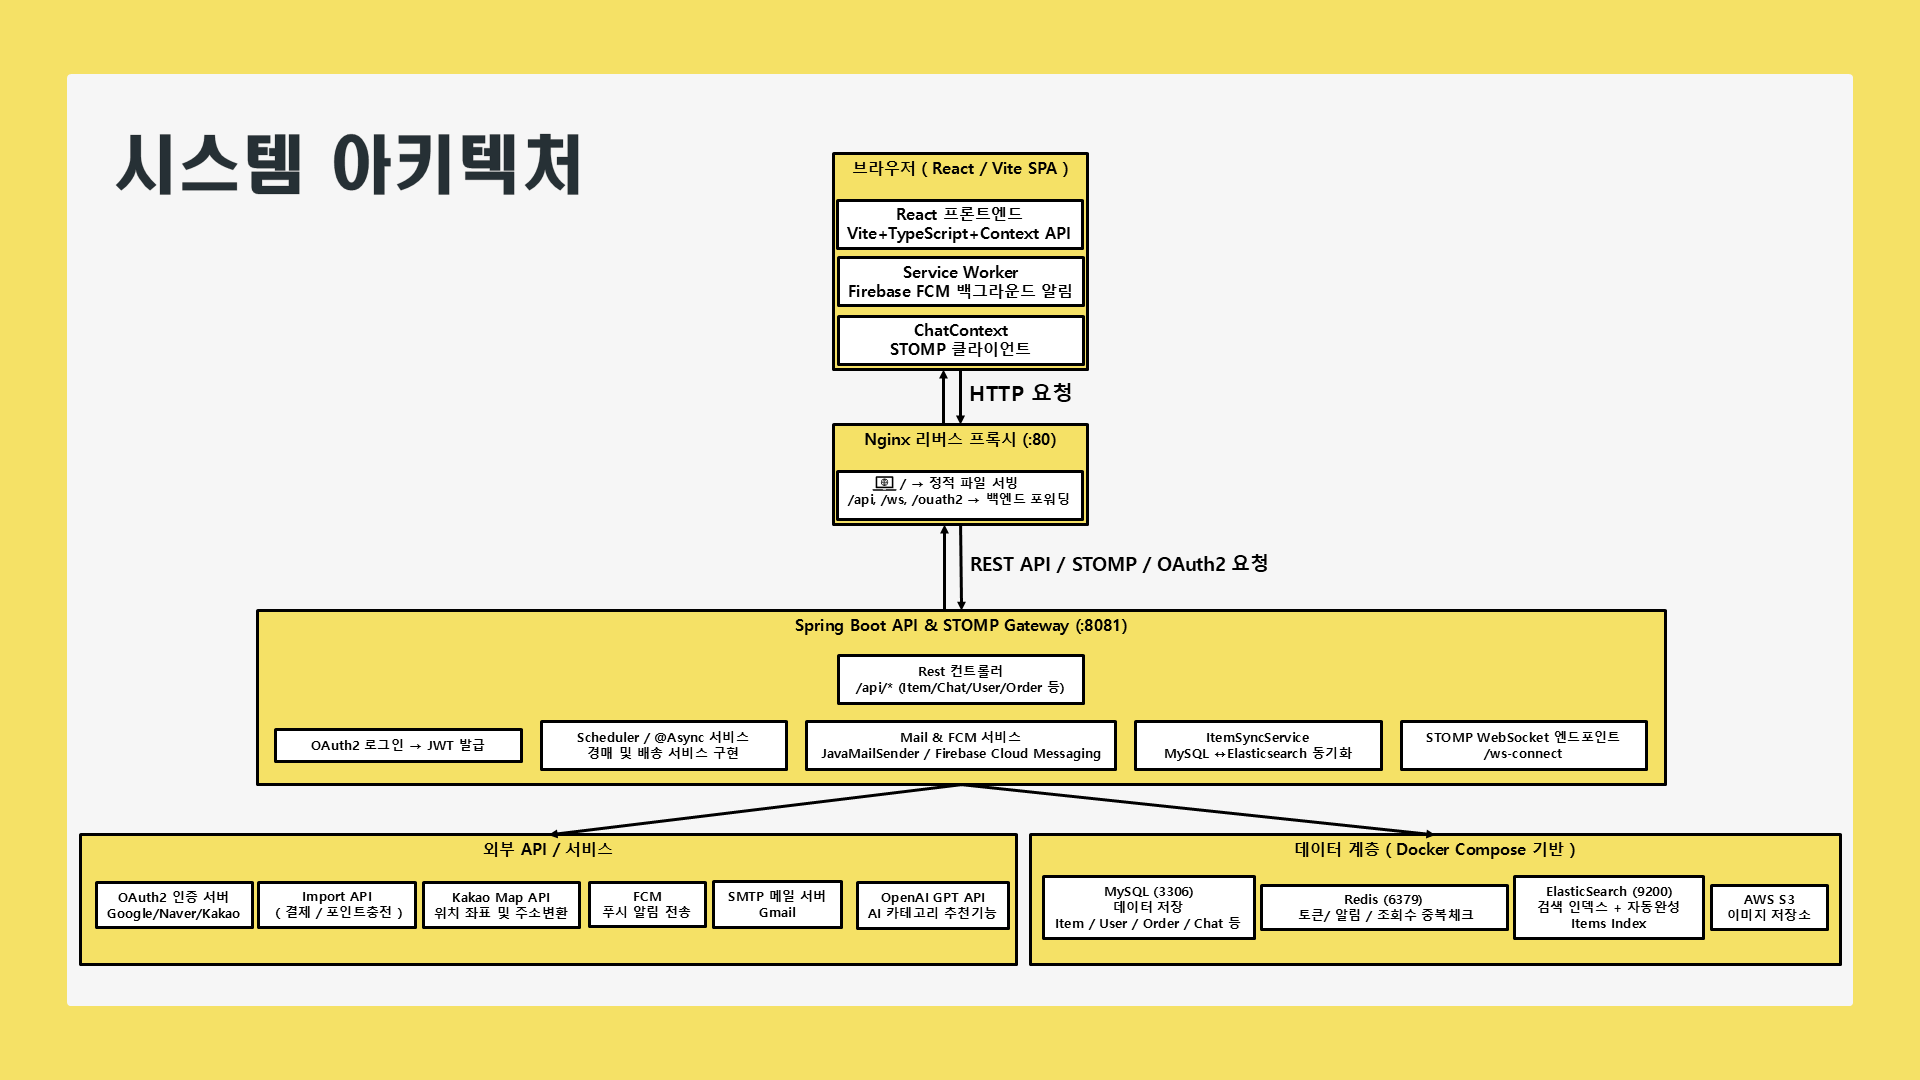 시스템 아키텍처
브라우저 ( React / Vite SPA )
React 프론트엔드
Vite+TypeScript+Context API
Service Worker
Firebase FCM 백그라운드 알림
ChatContext
STOMP 클라이언트
HTTP 요청
Nginx 리버스 프록시 (:80)
/ → 정적 파일 서빙
/api, /ws, /ouath2 → 백엔드 포워딩
REST API / STOMP / OAuth2 요청
Spring Boot API & STOMP Gateway (:8081)
Rest 컨트롤러
/api/* (Item/Chat/User/Order 등)
OAuth2 로그인 → JWT 발급
Scheduler / @Async 서비스
경매 및 배송 서비스 구현
Mail & FCM 서비스
JavaMailSender / Firebase Cloud Messaging
ItemSyncService
MySQL ↔Elasticsearch 동기화
STOMP WebSocket 엔드포인트
/ws-connect
외부 API / 서비스
OAuth2 인증 서버
Google/Naver/Kakao
Import API
( 결제 / 포인트충전 )
Kakao Map API
위치 좌표 및 주소변환
FCM
푸시 알림 전송
SMTP 메일 서버
Gmail
OpenAI GPT API
AI 카테고리 추천기능
데이터 계층 ( Docker Compose 기반 )
MySQL (3306)
데이터 저장
Item / User / Order / Chat 등
Redis (6379)
토큰/ 알림 / 조회수 중복체크
ElasticSearch (9200)
검색 인덱스 + 자동완성
Items Index
AWS S3
이미지 저장소